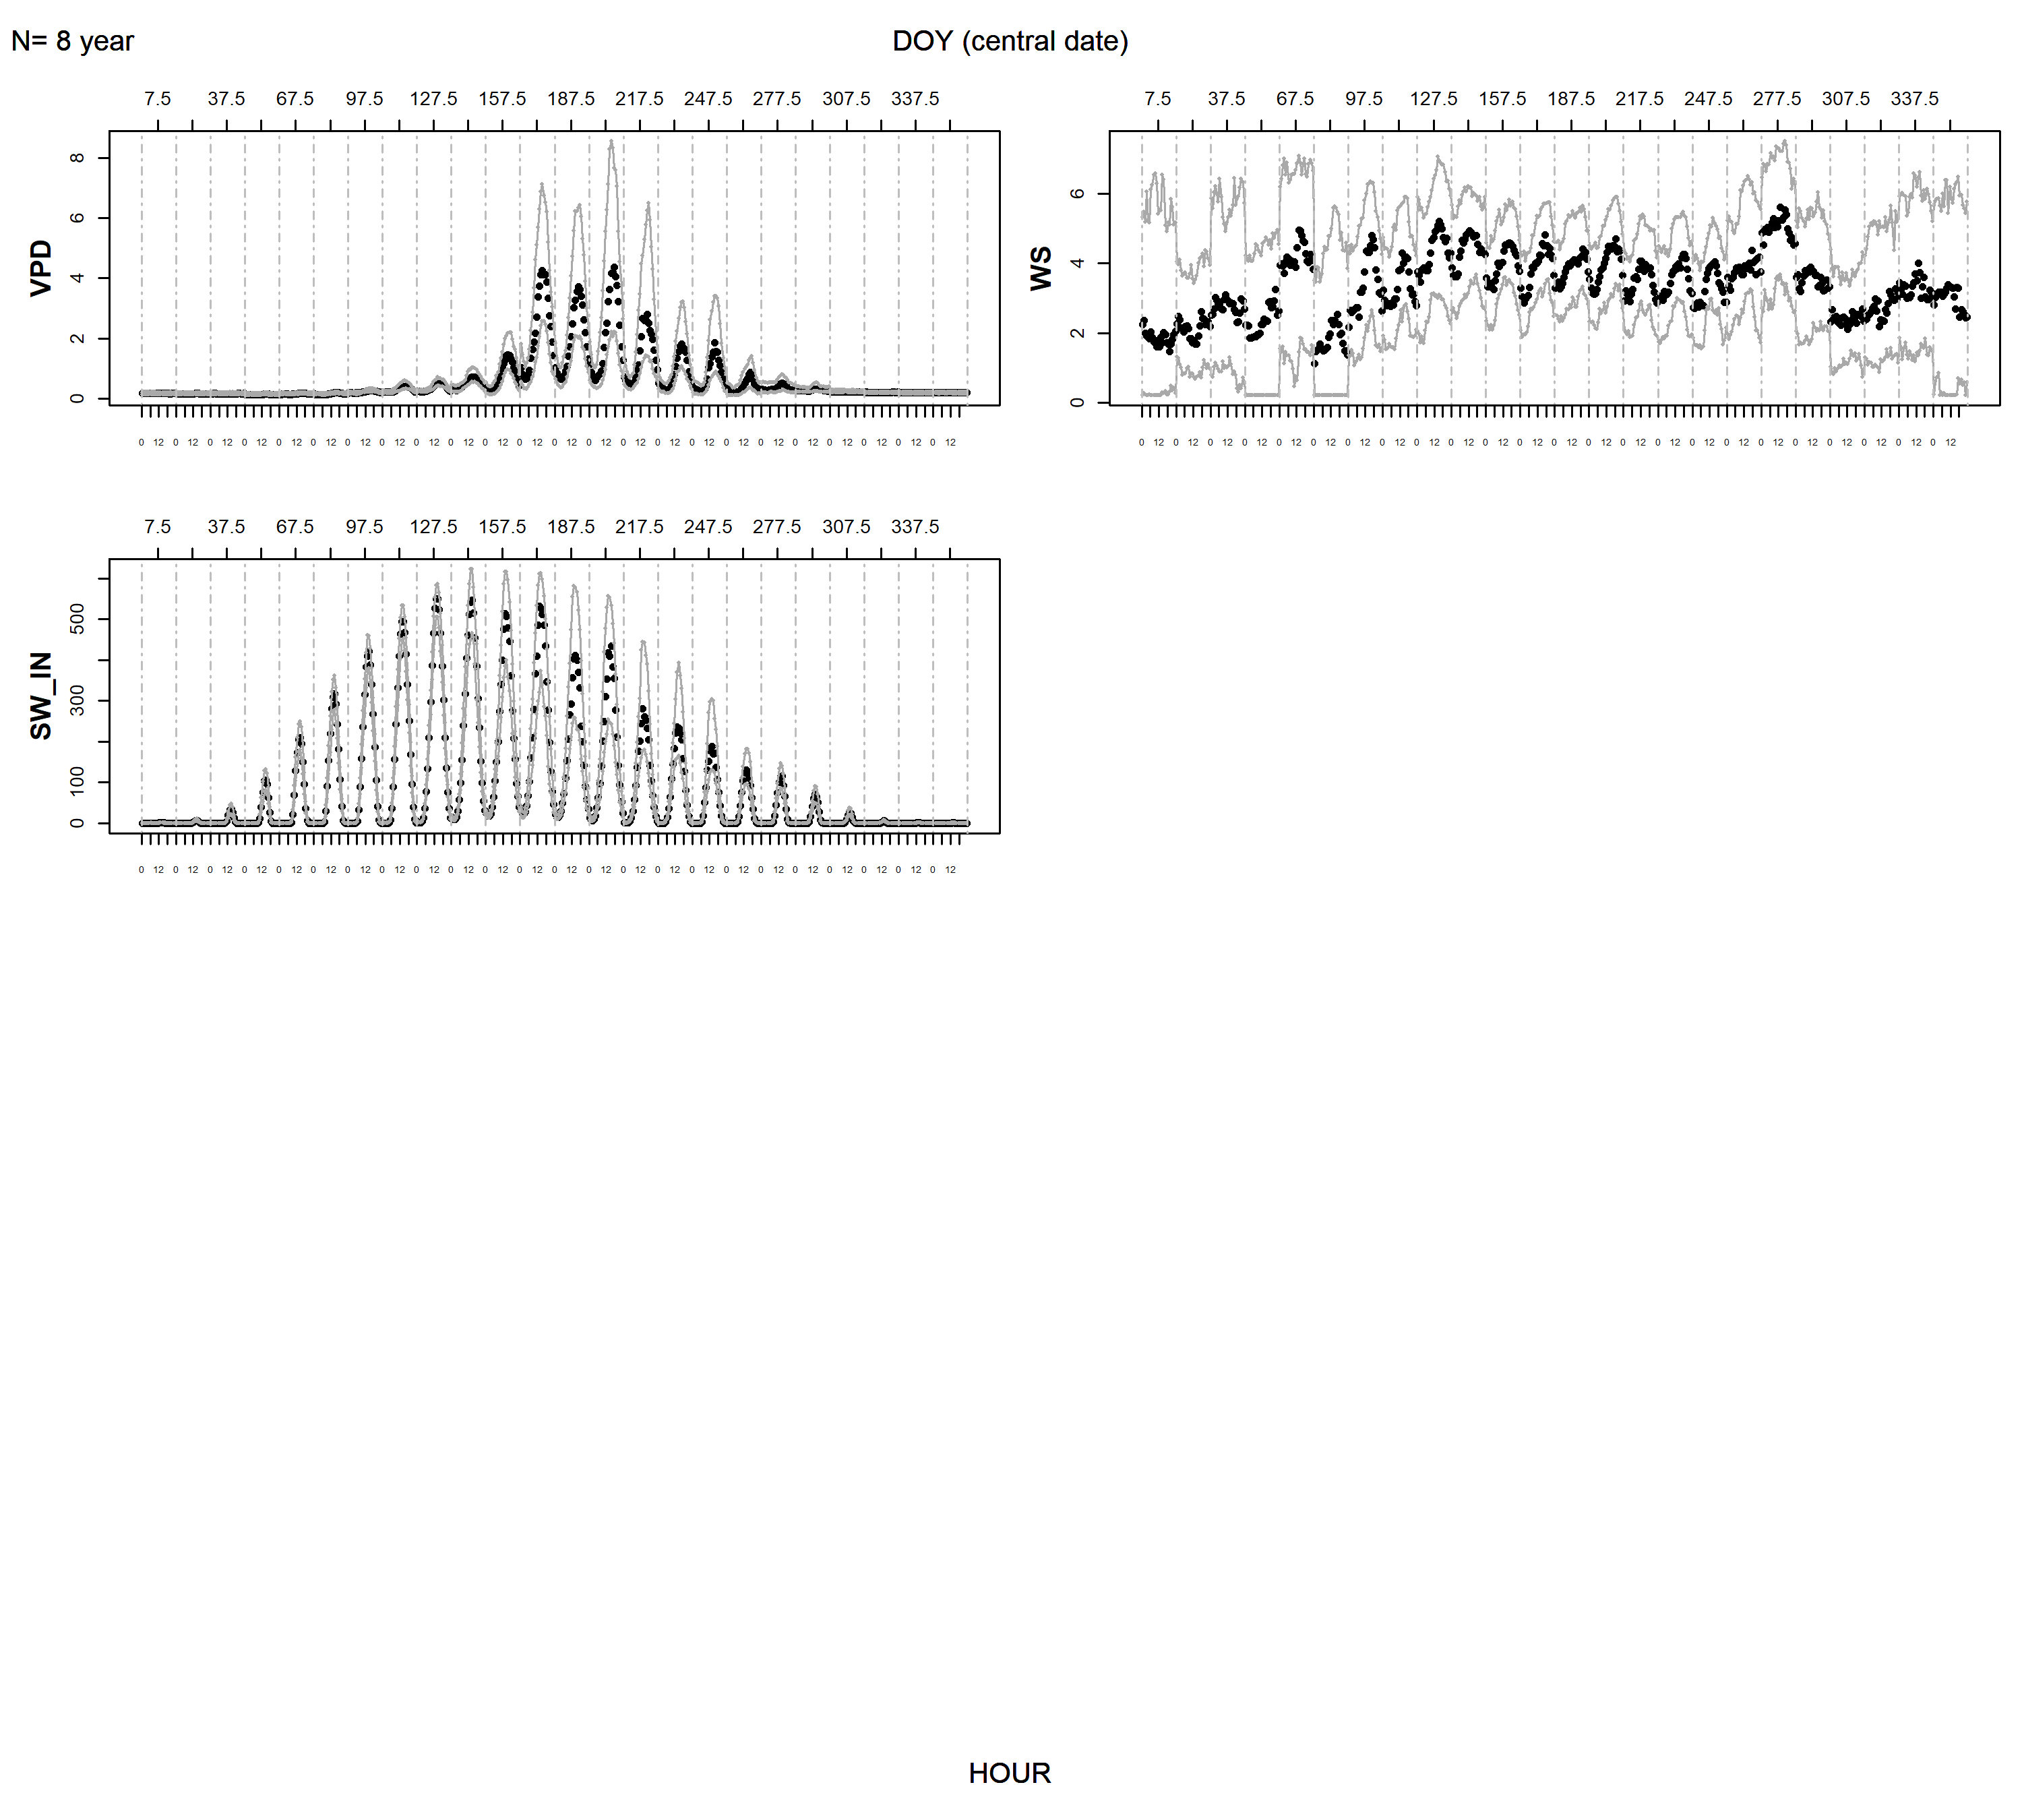 N= 8 year
DOY (central date)
7.5 37.5 67.5 97.5 127.5 157.5 187.5 217.5 247.5 277.5 307.5 337.5
VPD
0 2 4 6 8
0 12 0 12 0 12 0 12 0 12 0 12 0 12 0 12 0 12 0 12 0 12 0 12 0 12 0 12 0 12 0 12 0 12 0 12 0 12 0 12 0 12 0 12 0 12 0 12
7.5 37.5 67.5 97.5 127.5 157.5 187.5 217.5 247.5 277.5 307.5 337.5
WS
0 2 4 6
0 12 0 12 0 12 0 12 0 12 0 12 0 12 0 12 0 12 0 12 0 12 0 12 0 12 0 12 0 12 0 12 0 12 0 12 0 12 0 12 0 12 0 12 0 12 0 12
7.5 37.5 67.5 97.5 127.5 157.5 187.5 217.5 247.5 277.5 307.5 337.5
SW_IN
0 100 300 500
0 12 0 12 0 12 0 12 0 12 0 12 0 12 0 12 0 12 0 12 0 12 0 12 0 12 0 12 0 12 0 12 0 12 0 12 0 12 0 12 0 12 0 12 0 12 0 12
HOUR